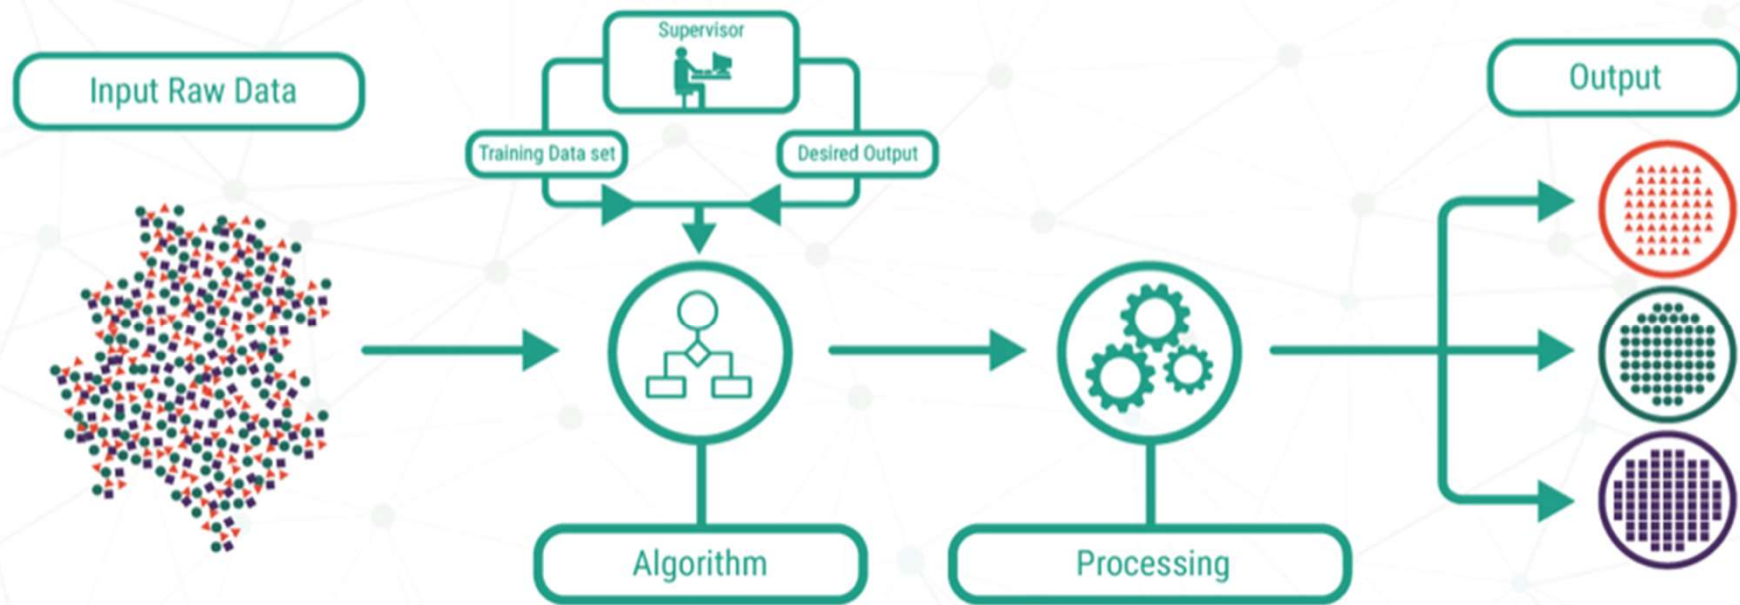 Supervisor
Input Raw Data
Output
Training Data set
Desired Output
Algorithm
Processing